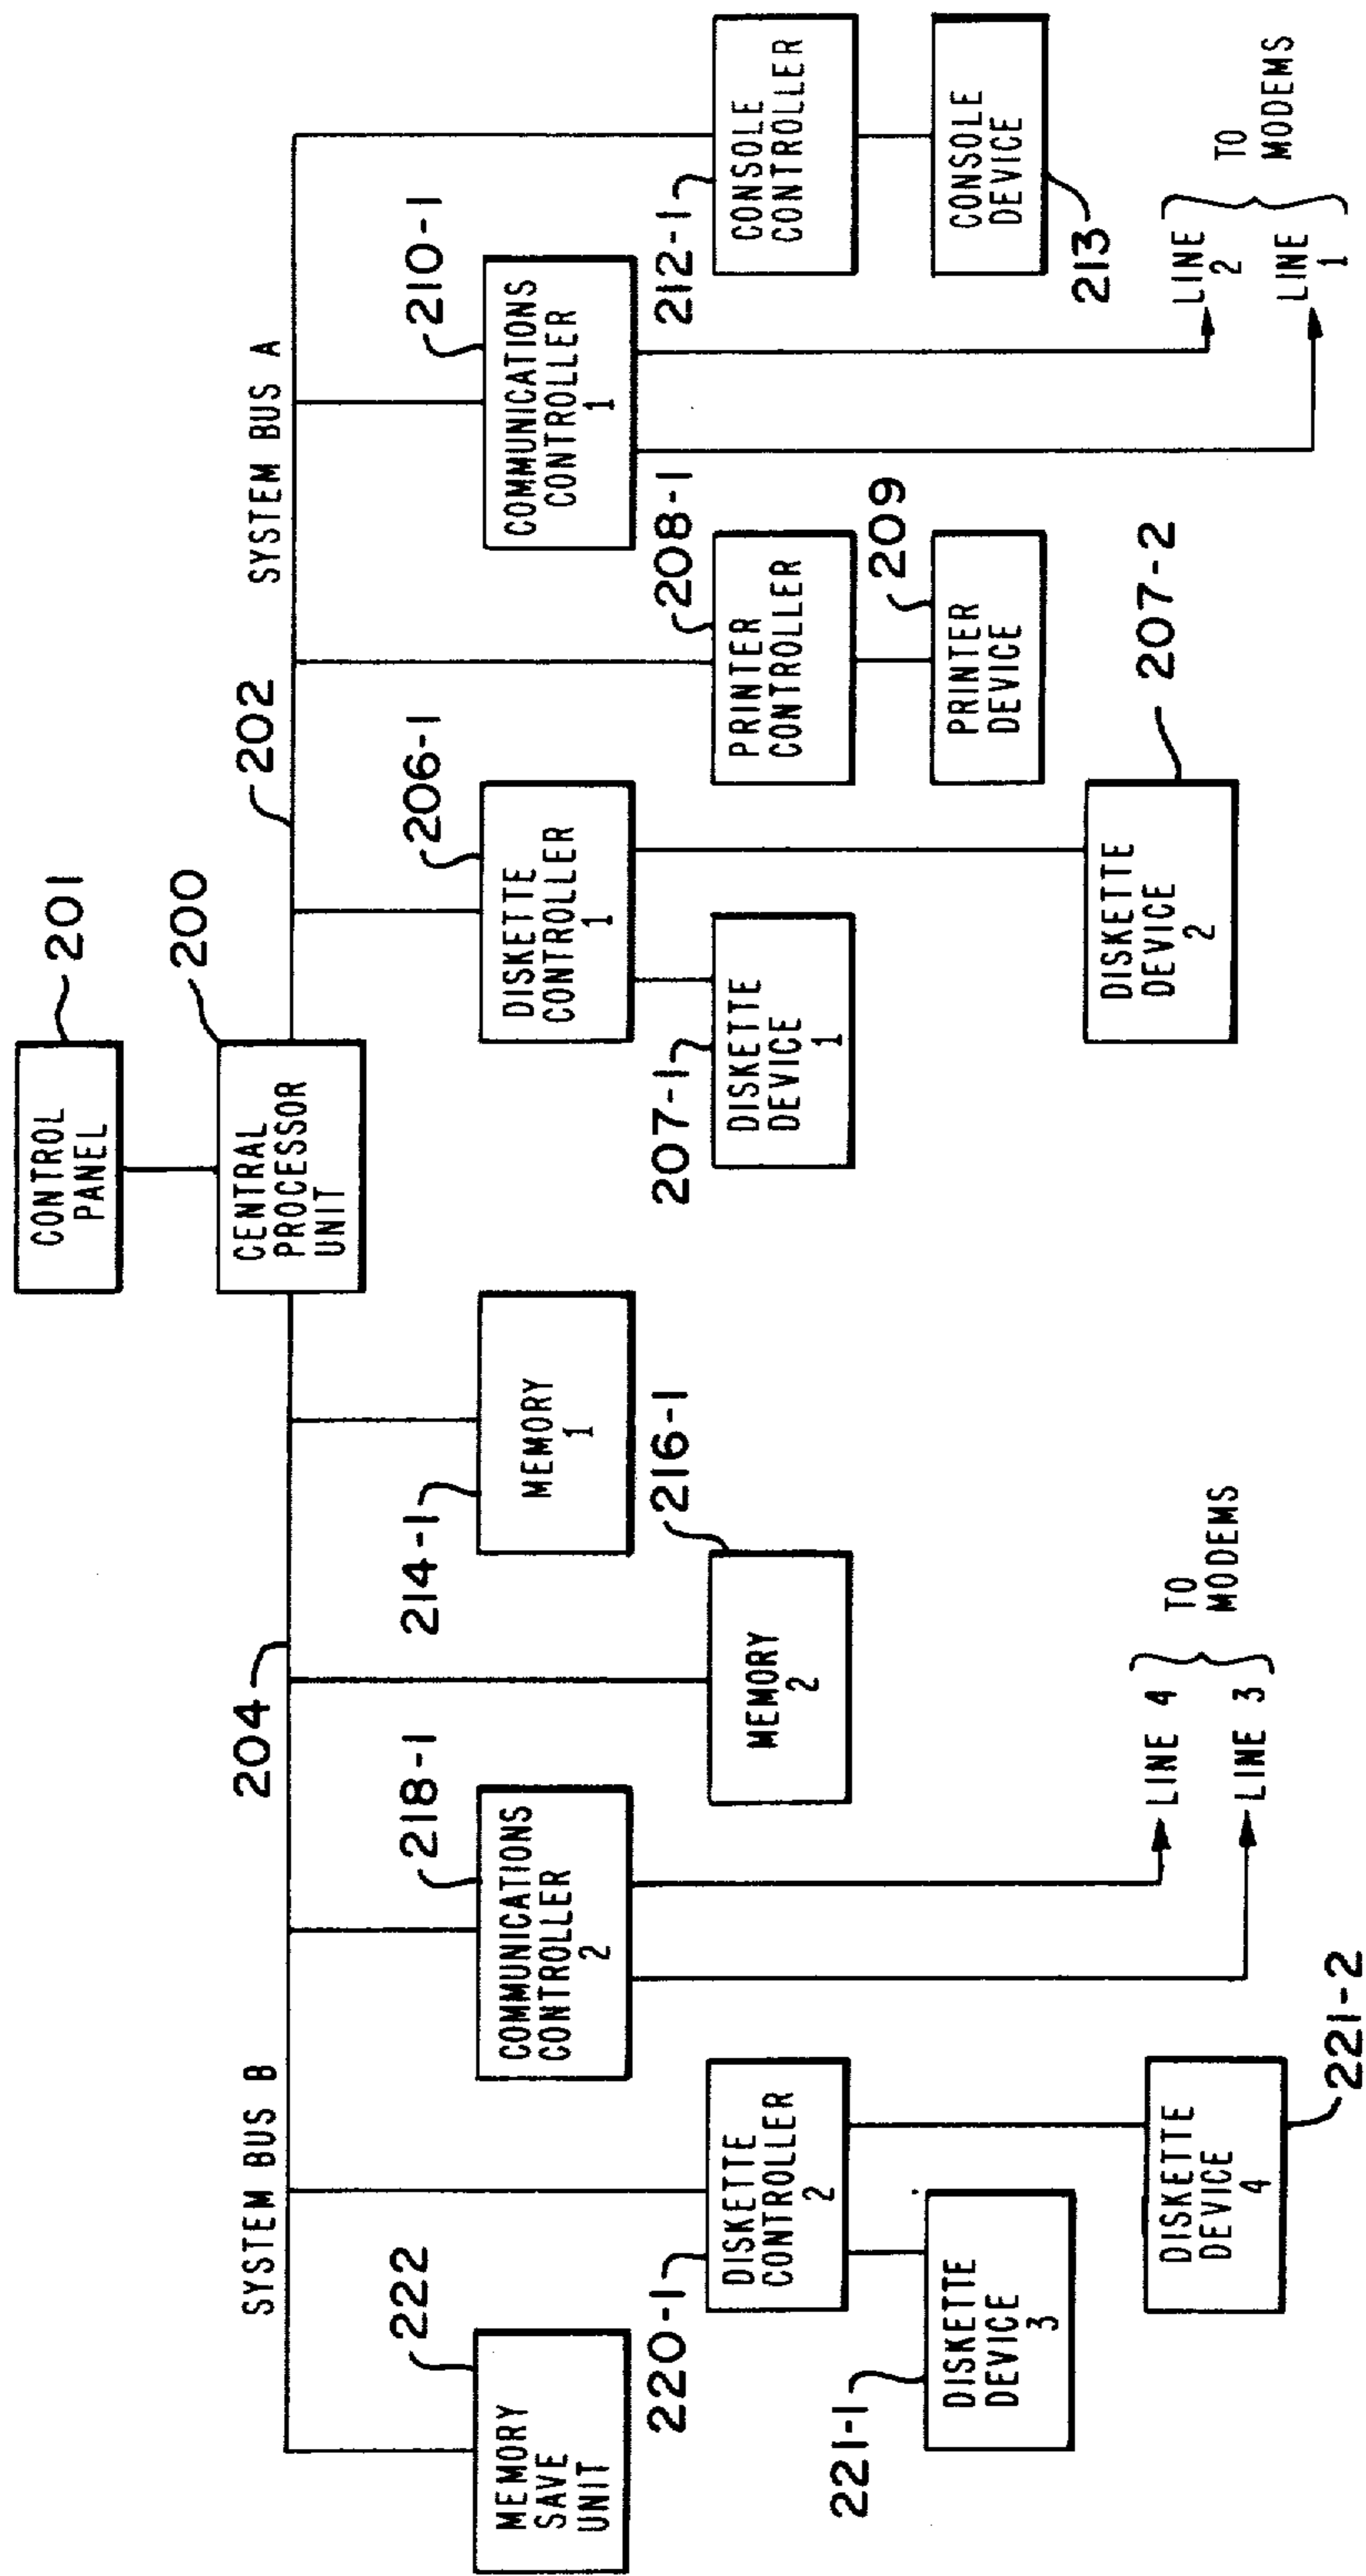 CONTROL
PANEL
201
CENTRAL
PROCESSOR
UNIT
200
SYSTEM BUS B
204
202
SYSTEM BUS A
MEMORY
SAVE
UNIT
222
COMMUNICATIONS
CONTROLLER
2
218-1
MEMORY
1
214-1
DISKETTE
CONTROLLER
1
206-1
COMMUNICATIONS
CONTROLLER
1
210-1
DISKETTE
CONTROLLER
2
220-1
MEMORY
2
216-1
DISKETTE
DEVICE
1
207-1
PRINTER
CONTROLLER
208-1
CONSOLE
CONTROLLER
212-1
DISKETTE
DEVICE
3
221-1
PRINTER
DEVICE
209
CONSOLE
DEVICE
213
DISKETTE
DEVICE
4
221-2
LINE 4
LINE 3
TO
MODEMS
DISKETTE
DEVICE
2
207-2
LINE
2
LINE
1
TO
MODEMS